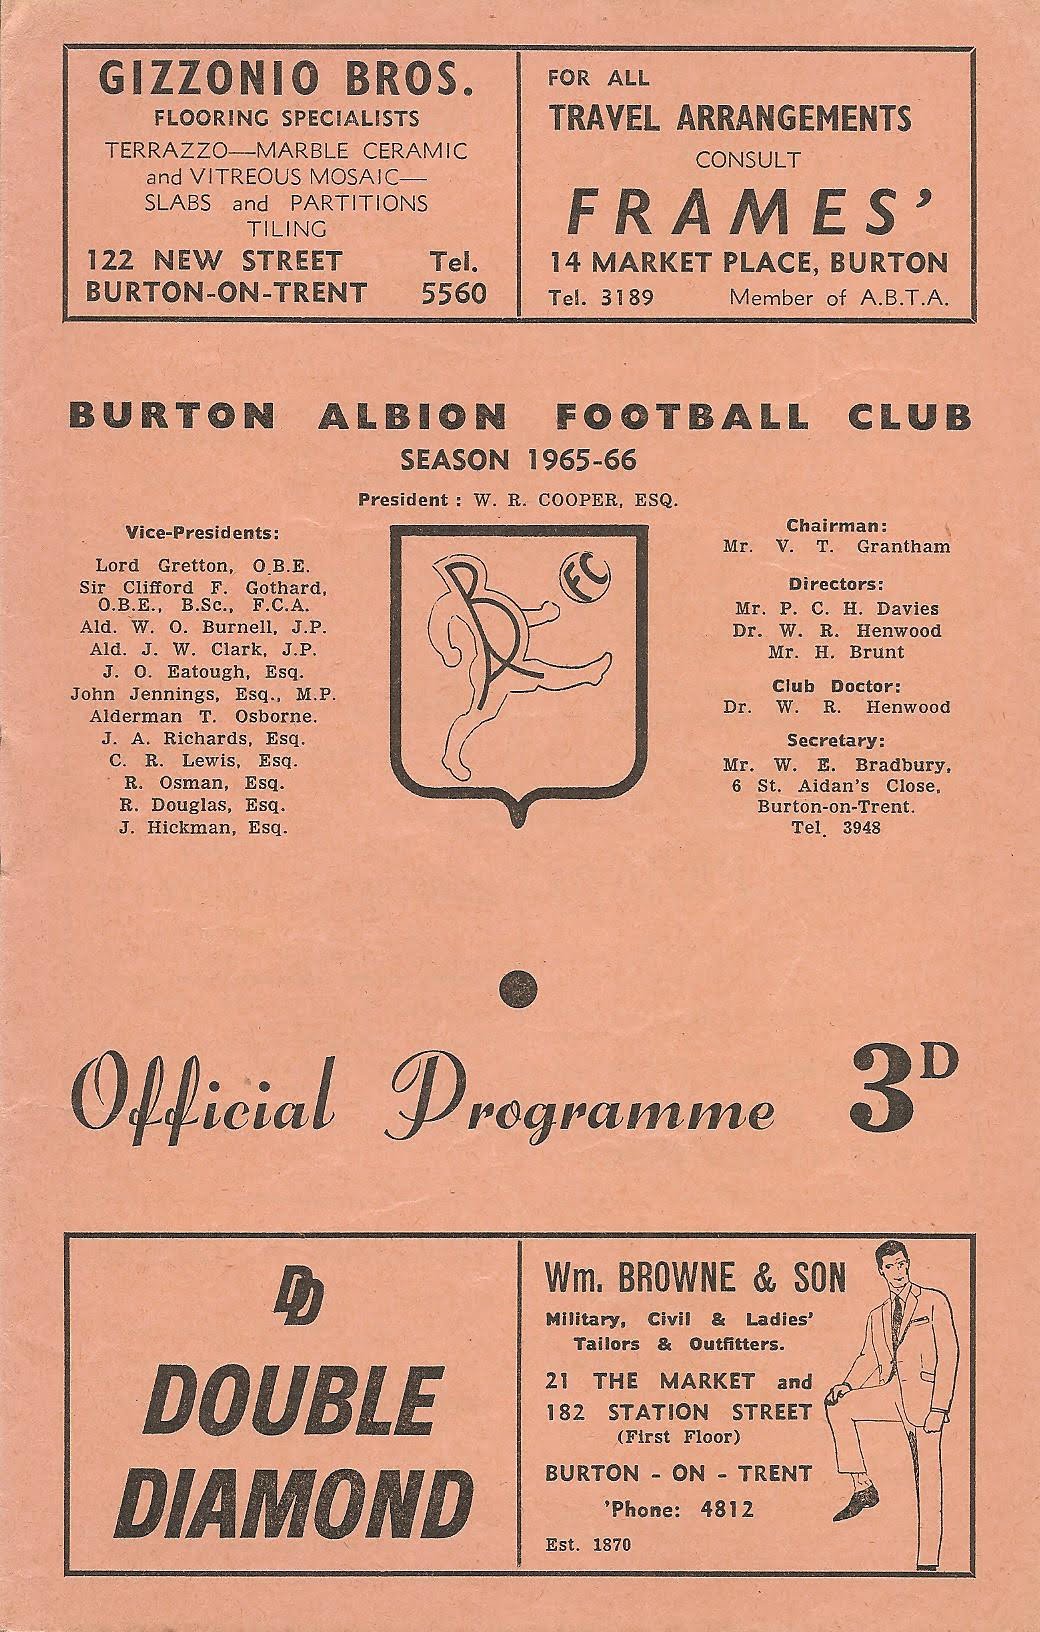 GIZZONIO BROS.
FLOORING SPECIALISTS
TERRAZZO—MARBLE CERAMIC
and VITREOUS MOSAIC—
SLABS and PARTITIONS
TILING
122 NEW STREET Tel.
BURTON-ON-TRENT 5560
FOR ALL
TRAVEL ARRANGEMENTS
CONSULT
FRAMES'
14 MARKET PLACE, BURTON
Tel. 3189 Member of A.B.T.A.
BURTON ALBION FOOTBALL CLUB
SEASON 1965-66
President : W. R. COOPER, ESQ.
Vice-Presidents:
Lord Gretton, O.B.E.
Sir Clifford F. Gothard,
O.B.E., B.Sc., F.C.A.
Ald. W. O. Burnell, J.P.
Ald. J. W. Clark, J.P.
J. O. Eatough, Esq.
John Jennings, Esq., M.P.
Alderman T. Osborne.
J. A. Richards, Esq.
C. R. Lewis, Esq.
R. Osman, Esq.
R. Douglas, Esq.
J. Hickman, Esq.
BA
FC
Chairman:
Mr. V. T. Grantham
Directors:
Mr. P. C. H. Davies
Dr. W. R. Henwood
Mr. H. Brunt
Club Doctor:
Dr. W. R. Henwood
Secretary:
Mr. W. E. Bradbury,
6 St. Aidan's Close,
Burton-on-Trent.
Tel. 3948
Official Programme 3D
DD
DOUBLE
DIAMOND
Wm. BROWNE & SON
Military, Civil & Ladies'
Tailors & Outfitters.
21 THE MARKET and
182 STATION STREET
(First Floor)
BURTON - ON - TRENT
'Phone: 4812
Est. 1870